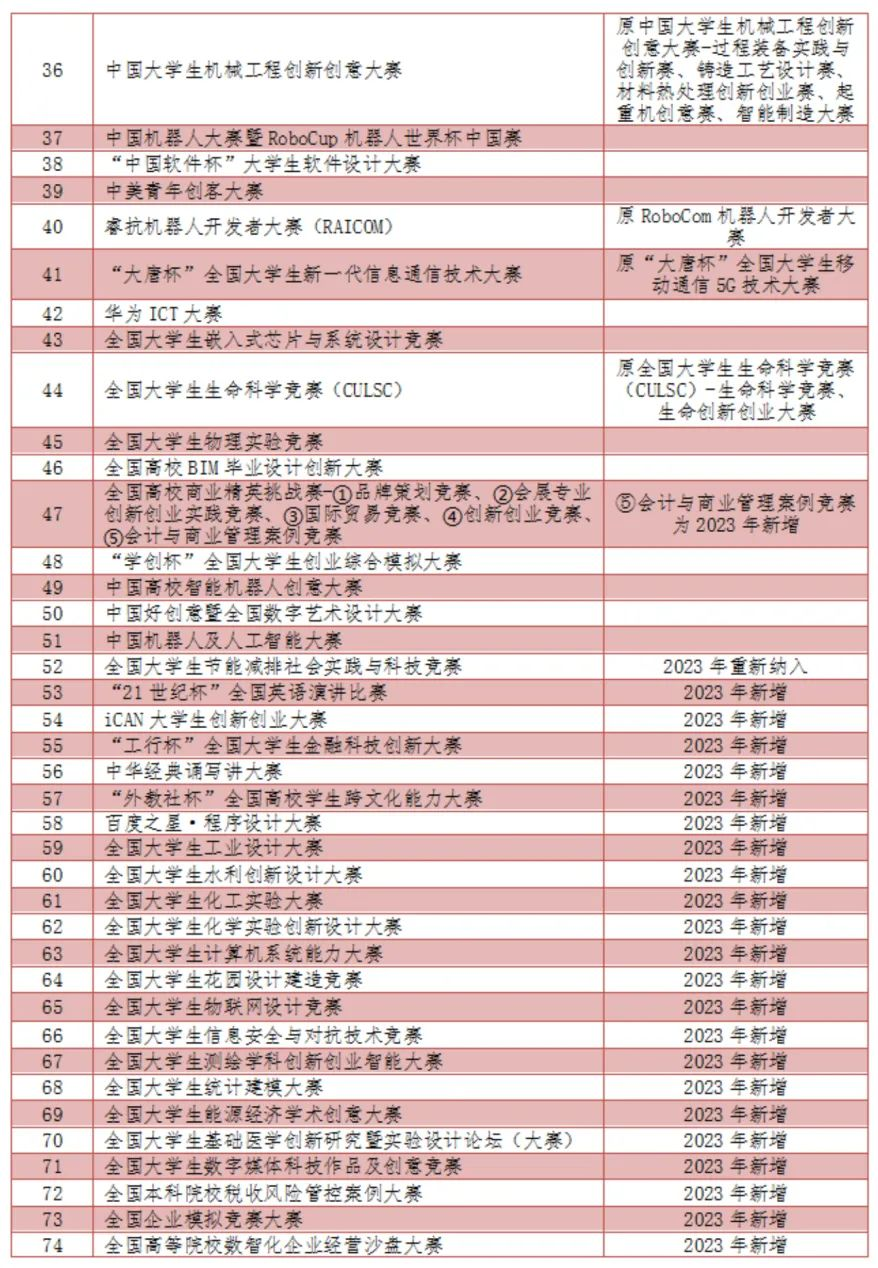 36 中国大学生机械工程创新创意大赛 原中国大学生机械工程创新
创意大赛-过程装备实践与
创新赛、铸造工艺设计赛、
材料热处理创新创业赛、起
重机创意赛、智能制造大赛
37 中国机器人大赛暨RoboCup机器人世界杯中国赛
38 “中国软件杯”大学生软件设计大赛
39 中美青年创客大赛
40 睿抗机器人开发者大赛（RAICOM） 原RoboCom机器人开发者大
赛
41 “大唐杯”全国大学生新一代信息通信技术大赛 原“大唐杯”全国大学生移
动通信5G技术大赛
42 华为ICT大赛
43 全国大学生嵌入式芯片与系统设计竞赛
44 全国大学生生命科学竞赛（CULSC） 原全国大学生生命科学竞赛
（CULSC）-生命科学竞赛、
生命创新创业大赛
45 全国大学生物理实验竞赛
46 全国高校BIM毕业设计创新大赛
47 全国高校商业精英挑战赛-①品牌策划竞赛、②会展专业
创新创业实践竞赛、③国际贸易竞赛、④创新创业竞赛、
⑤会计与商业管理案例竞赛 ⑤会计与商业管理案例竞赛
为2023年新增
48 “学创杯”全国大学生创业综合模拟大赛
49 中国高校智能机器人创意大赛
50 中国好创意暨全国数字艺术设计大赛
51 中国机器人及人工智能大赛
52 全国大学生节能减排社会实践与科技竞赛 2023年重新纳入
53 “21世纪杯”全国英语演讲比赛 2023年新增
54 iCAN大学生创新创业大赛 2023年新增
55 “工行杯”全国大学生金融科技创新大赛 2023年新增
56 中华经典诵写讲大赛 2023年新增
57 “外教社杯”全国高校学生跨文化能力大赛 2023年新增
58 百度之星·程序设计大赛 2023年新增
59 全国大学生工业设计大赛 2023年新增
60 全国大学生水利创新设计大赛 2023年新增
61 全国大学生化工实验大赛 2023年新增
62 全国大学生化学实验创新设计大赛 2023年新增
63 全国大学生计算机系统能力大赛 2023年新增
64 全国大学生花园设计建造竞赛 2023年新增
65 全国大学生物联网设计竞赛 2023年新增
66 全国大学生信息安全与对抗技术竞赛 2023年新增
67 全国大学生测绘学科创新创业智能大赛 2023年新增
68 全国大学生统计建模大赛 2023年新增
69 全国大学生能源经济学术创意大赛 2023年新增
70 全国大学生基础医学创新研究暨实验设计论坛（大赛） 2023年新增
71 全国大学生数字媒体科技作品及创意竞赛 2023年新增
72 全国本科院校税收风险管控案例大赛 2023年新增
73 全国企业模拟竞赛大赛 2023年新增
74 全国高等院校数智化企业经营沙盘大赛 2023年新增